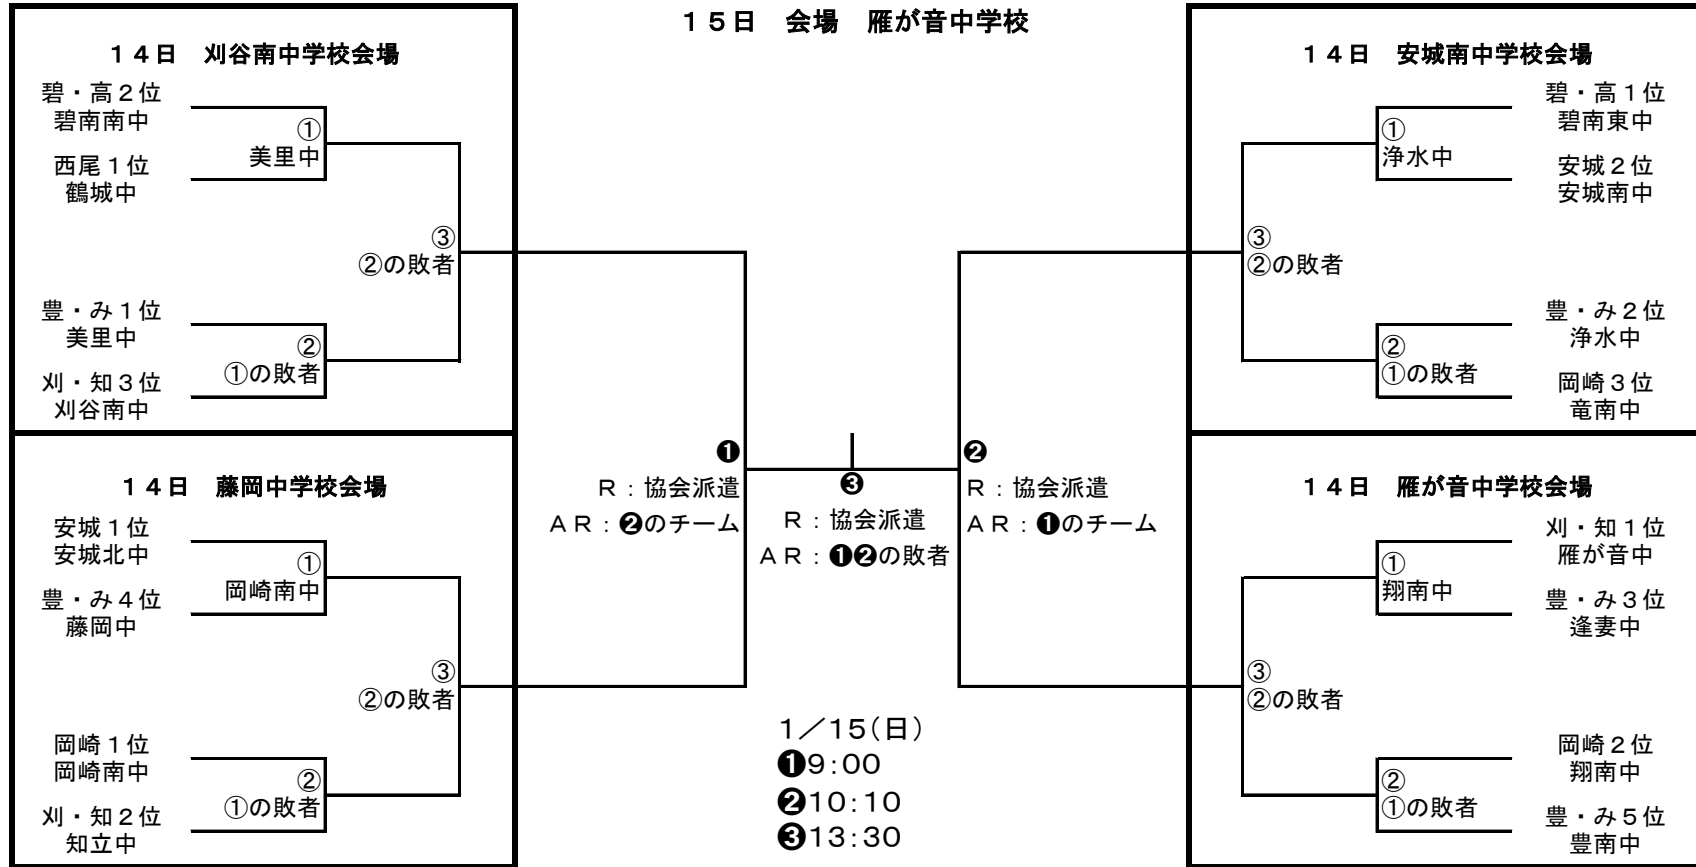 １５日　会場　雁が音中学校
１４日　刈谷南中学校会場
碧・高２位
碧南南中
①
美里中
西尾１位
鶴城中
③
②の敗者
豊・み１位
美里中
②
①の敗者
刈・知３位
刈谷南中
１４日　藤岡中学校会場
安城１位
安城北中
①
岡崎南中
豊・み４位
藤岡中
③
②の敗者
岡崎１位
岡崎南中
②
①の敗者
刈・知２位
知立中
❶
Ｒ：協会派遣
ＡＲ：❷のチーム
❸
Ｒ：協会派遣
ＡＲ：❶❷の敗者
❷
Ｒ：協会派遣
ＡＲ：❶のチーム
１／１５（日）
❶９：００
❷１０：１０
❸１３：３０
１４日　安城南中学校会場
碧・高１位
碧南東中
①
浄水中
安城２位
安城南中
③
②の敗者
豊・み２位
浄水中
②
①の敗者
岡崎３位
竜南中
１４日　雁が音中学校会場
刈・知１位
雁が音中
①
翔南中
豊・み３位
逢妻中
③
②の敗者
岡崎２位
翔南中
②
①の敗者
豊・み５位
豊南中